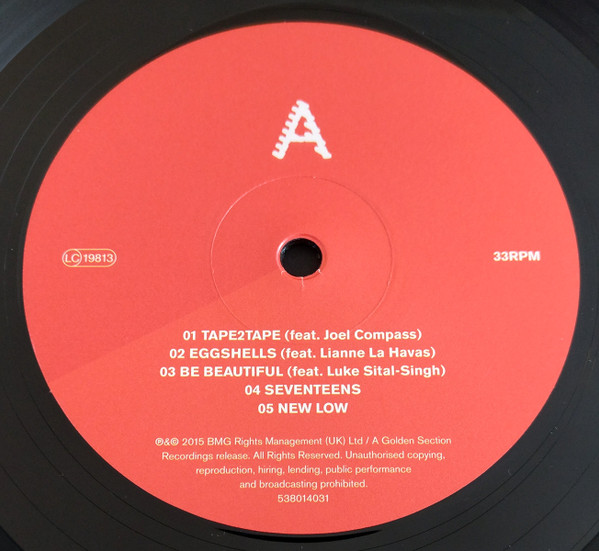 A
LC 19813
33RPM
01 TAPE2TAPE (feat. Joel Compass)
02 EGGSHELLS (feat. Lianne La Havas)
03 BE BEAUTIFUL (feat. Luke Sital-Singh)
04 SEVENTEENS
05 NEW LOW
℗&© 2015 BMG Rights Management (UK) Ltd / A Golden Section
Recordings release. All Rights Reserved. Unauthorised copying,
reproduction, hiring, lending, public performance
and broadcasting prohibited.
538014031